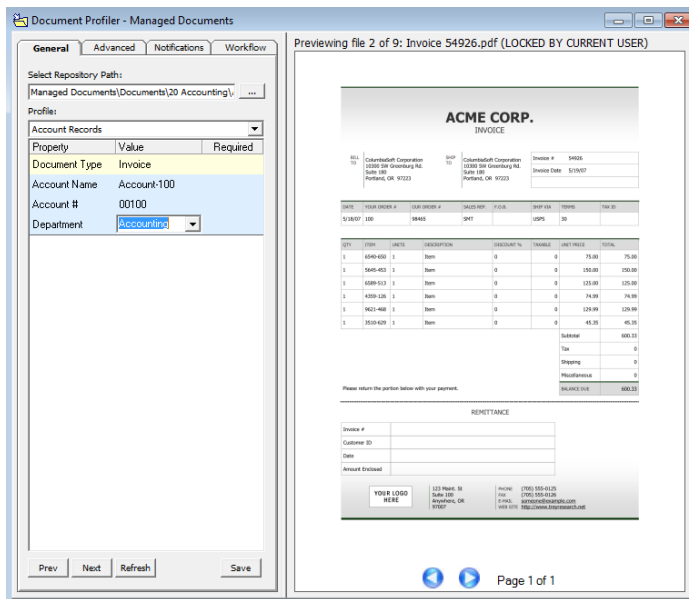 Document Profiler - Managed Documents
General Advanced Notifications Workflow
Select Repository Path:
Managed Documents\Documents\20 Accounting\ ...
Profile:
Account Records
Property Value Required
Document Type Invoice
Account Name Account-100
Account # 00100
Department Accounting
Prev Next Refresh Save
Previewing file 2 of 9: Invoice 54926.pdf (LOCKED BY CURRENT USER)
ACME CORP.
INVOICE
BILL TO
ColumbiaSoft Corporation
10300 SW Greenburg Rd.
Suite 180
Portland, OR 97223
SHIP TO
ColumbiaSoft Corporation
10300 SW Greenburg Rd.
Suite 180
Portland, OR 97223
Invoice # 54926
Invoice Date 5/19/07
DATE YOUR ORDER # OUR ORDER # SALES REP. F.O.B. SHIP VIA TERMS TAX ID
5/18/07 100 98465 SMT USPS 30
QTY ITEM UNITS DESCRIPTION DISCOUNT % TAXABLE UNIT PRICE TOTAL
1 6540-650 1 Item 0 0 75.00 75.00
1 5645-453 1 Item 0 0 150.00 150.00
1 6589-513 1 Item 0 0 125.00 125.00
1 4359-126 1 Item 0 0 74.99 74.99
1 9621-468 1 Item 0 0 129.99 129.99
1 3510-629 1 Item 0 0 45.35 45.35
Subtotal 600.33
Tax 0
Shipping 0
Miscellaneous 0
Please return the portion below with your payment. BALANCE DUE 600.33
REMITTANCE
Invoice #
Customer ID
Date
Amount Enclosed
YOUR LOGO HERE
123 Maint. St
Suite 100
Anywhere, OR
97007
PHONE (705) 555-0125
FAX (705) 555-0126
E-MAIL someone@example.com
WEB SITE http://www.treyresearch.net
Page 1 of 1